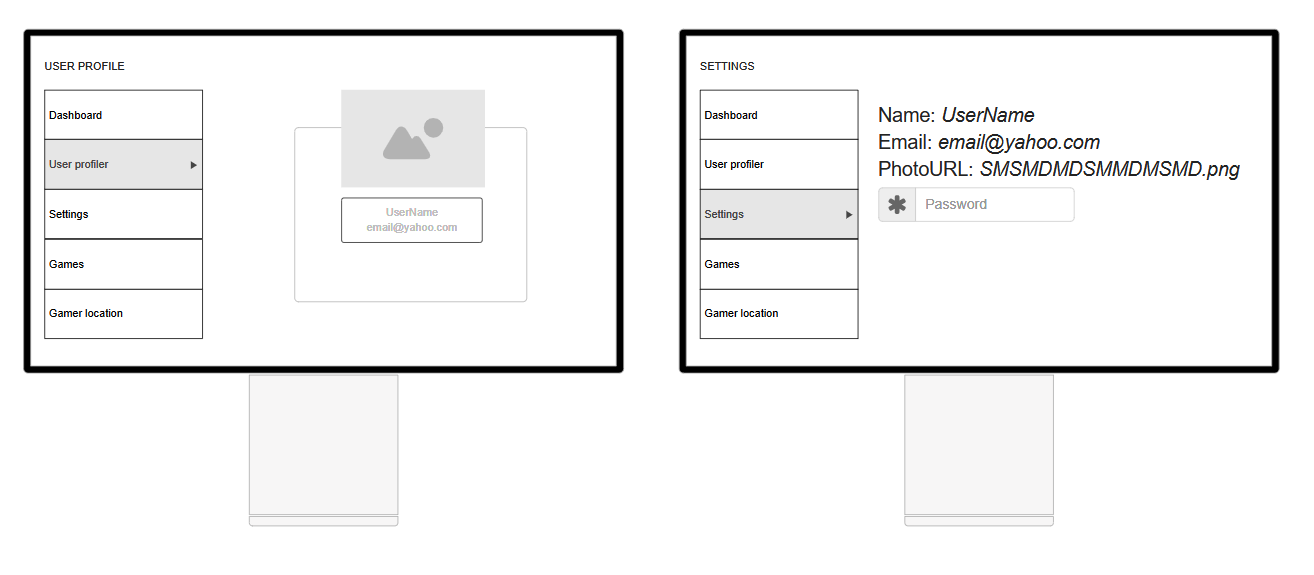 USER PROFILE
Dashboard
User profiler
Settings
Games
Gamer location
UserName
email@yahoo.com
SETTINGS
Dashboard
User profiler
Settings
Games
Gamer location
Name: UserName
Email: email@yahoo.com
PhotoURL: SMSMDMDSMMDMSMD.png
Password